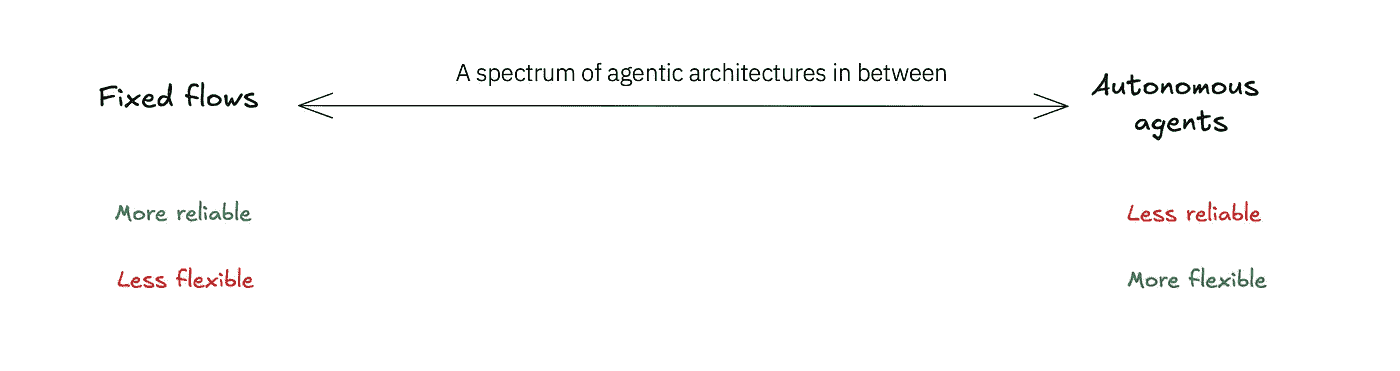 A spectrum of agentic architectures in between
Fixed flows
Autonomous
agents
More reliable
Less reliable
Less flexible
More flexible